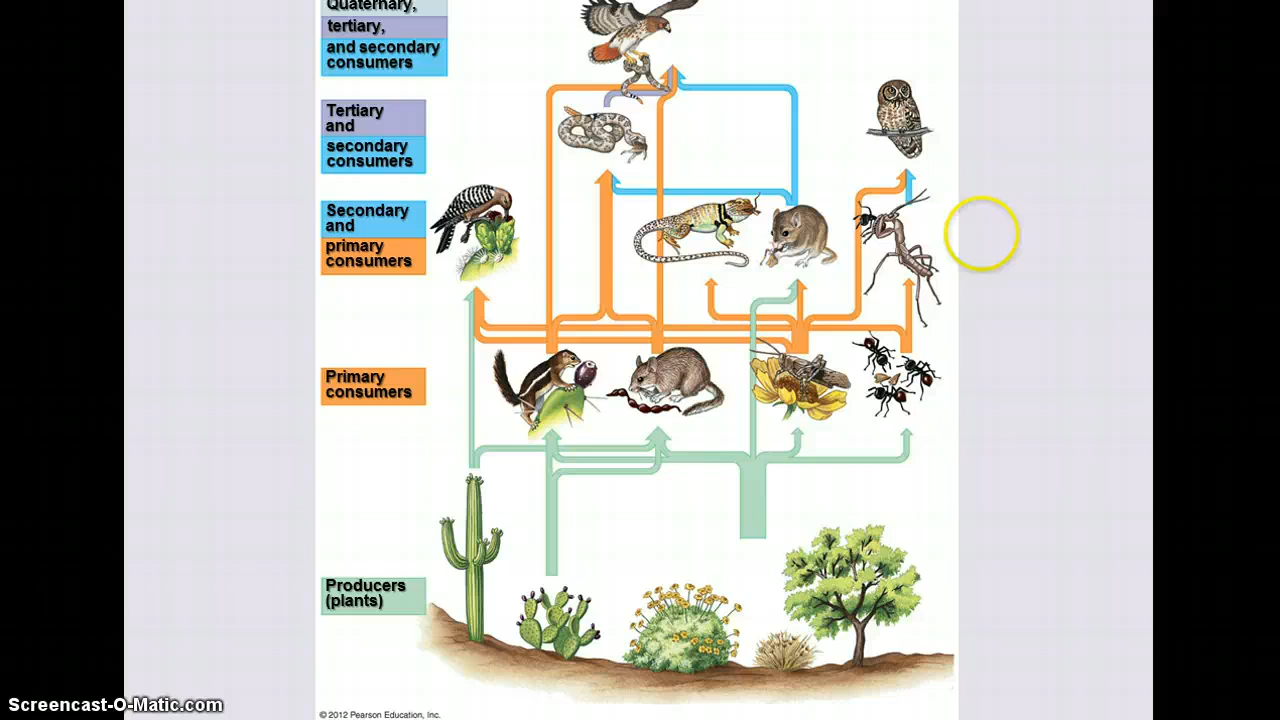 Quaternary,
tertiary,
and secondary
consumers
Tertiary
and
secondary
consumers
Secondary
and
primary
consumers
Primary
consumers
Producers
(plants)
© 2012 Pearson Education, Inc.
Screencast-O-Matic.com